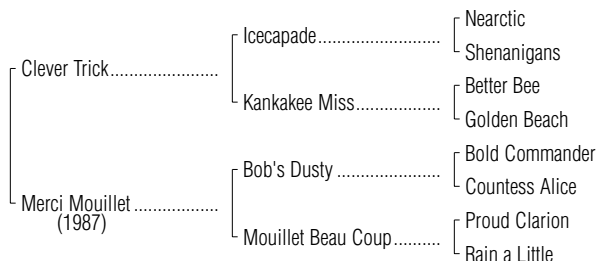 Nearctic
Icecapade
Shenanigans
Clever Trick
Better Bee
Kankakee Miss
Golden Beach
Bold Commander
Bob's Dusty
Countess Alice
Merci Mouillet
(1987)
Proud Clarion
Mouillet Beau Coup
Rain a Little